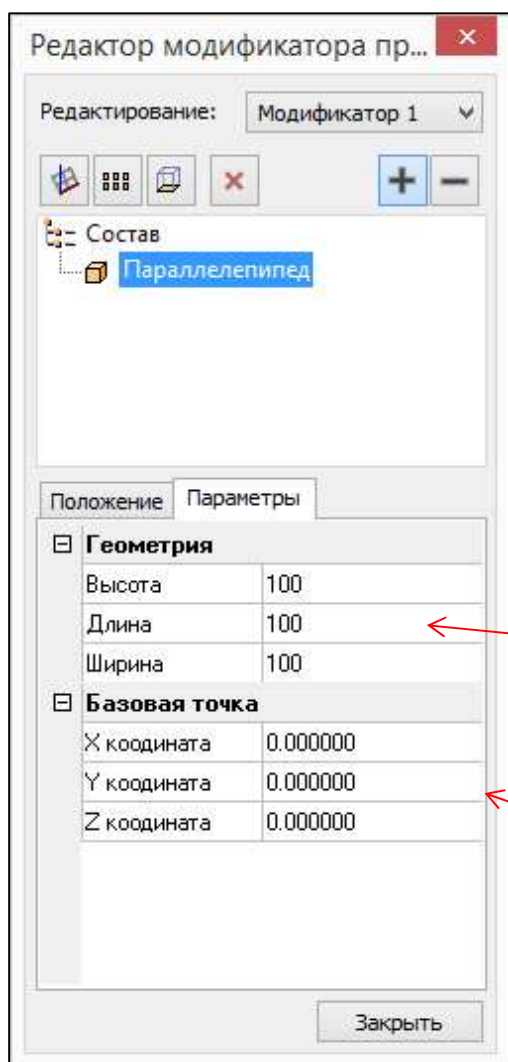 Редактор модификатора пр...
Редактирование: Модификатор 1
Состав
Параллелепипед
Положение Параметры
Геометрия
Высота 100
Длина 100
Ширина 100
Базовая точка
X коодината 0.000000
Y коодината 0.000000
Z коодината 0.000000
Закрыть